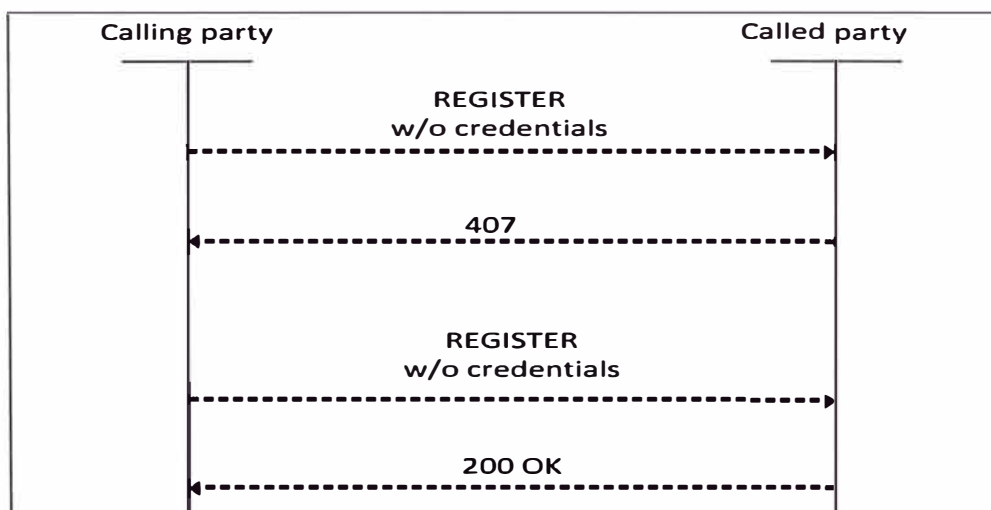 Calling party
Called party
REGISTER
w/o credentials
407
REGISTER
w/o credentials
200 OK